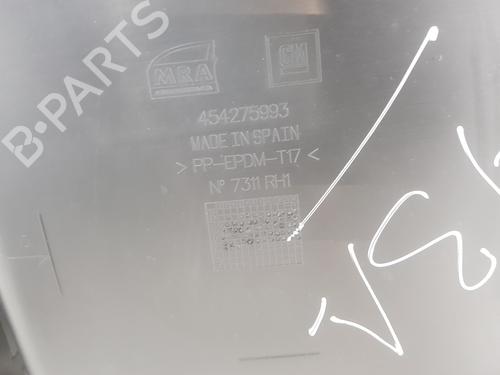 B-PARTS
MRA
GM
454275993
MADE IN SPAIN
> PP-EPDM-T17 <
Nº 7311 RH1